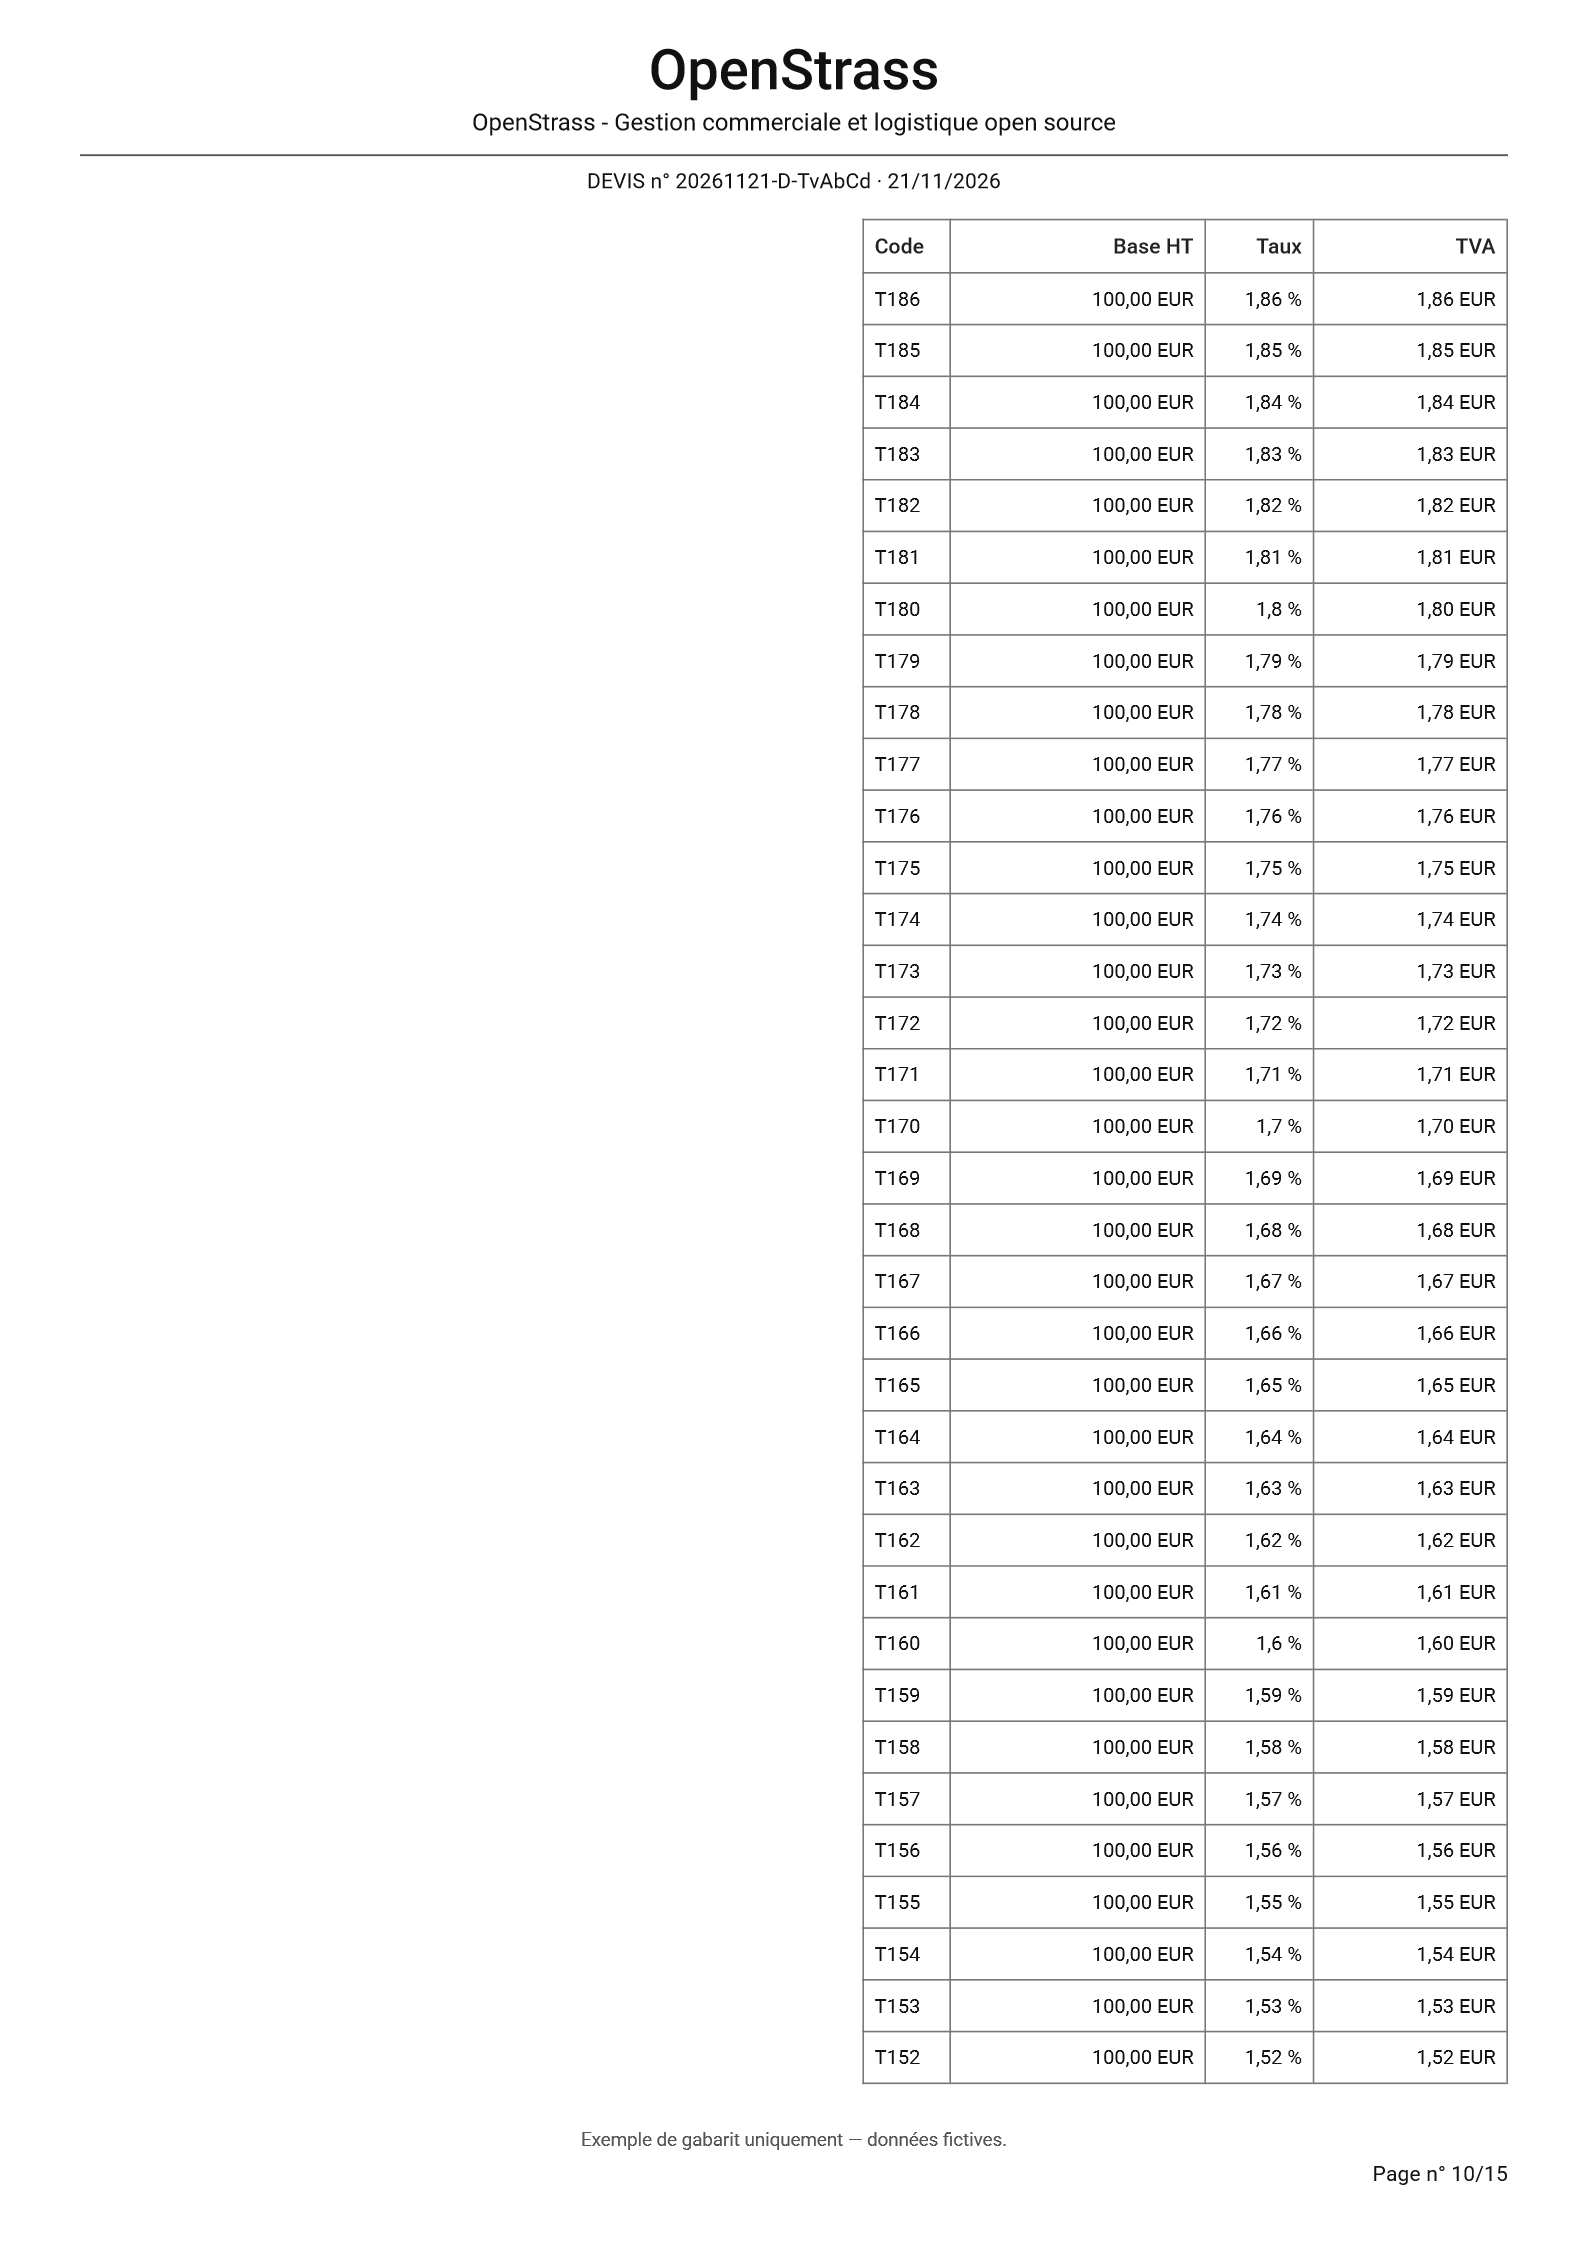 OpenStrass
OpenStrass - Gestion commerciale et logistique open source
DEVIS n° 20261121-D-TvAbCd · 21/11/2026
Code Base HT Taux TVA
T186 100,00 EUR 1,86 % 1,86 EUR
T185 100,00 EUR 1,85 % 1,85 EUR
T184 100,00 EUR 1,84 % 1,84 EUR
T183 100,00 EUR 1,83 % 1,83 EUR
T182 100,00 EUR 1,82 % 1,82 EUR
T181 100,00 EUR 1,81 % 1,81 EUR
T180 100,00 EUR 1,8 % 1,80 EUR
T179 100,00 EUR 1,79 % 1,79 EUR
T178 100,00 EUR 1,78 % 1,78 EUR
T177 100,00 EUR 1,77 % 1,77 EUR
T176 100,00 EUR 1,76 % 1,76 EUR
T175 100,00 EUR 1,75 % 1,75 EUR
T174 100,00 EUR 1,74 % 1,74 EUR
T173 100,00 EUR 1,73 % 1,73 EUR
T172 100,00 EUR 1,72 % 1,72 EUR
T171 100,00 EUR 1,71 % 1,71 EUR
T170 100,00 EUR 1,7 % 1,70 EUR
T169 100,00 EUR 1,69 % 1,69 EUR
T168 100,00 EUR 1,68 % 1,68 EUR
T167 100,00 EUR 1,67 % 1,67 EUR
T166 100,00 EUR 1,66 % 1,66 EUR
T165 100,00 EUR 1,65 % 1,65 EUR
T164 100,00 EUR 1,64 % 1,64 EUR
T163 100,00 EUR 1,63 % 1,63 EUR
T162 100,00 EUR 1,62 % 1,62 EUR
T161 100,00 EUR 1,61 % 1,61 EUR
T160 100,00 EUR 1,6 % 1,60 EUR
T159 100,00 EUR 1,59 % 1,59 EUR
T158 100,00 EUR 1,58 % 1,58 EUR
T157 100,00 EUR 1,57 % 1,57 EUR
T156 100,00 EUR 1,56 % 1,56 EUR
T155 100,00 EUR 1,55 % 1,55 EUR
T154 100,00 EUR 1,54 % 1,54 EUR
T153 100,00 EUR 1,53 % 1,53 EUR
T152 100,00 EUR 1,52 % 1,52 EUR
Exemple de gabarit uniquement — données fictives.
Page n° 10/15